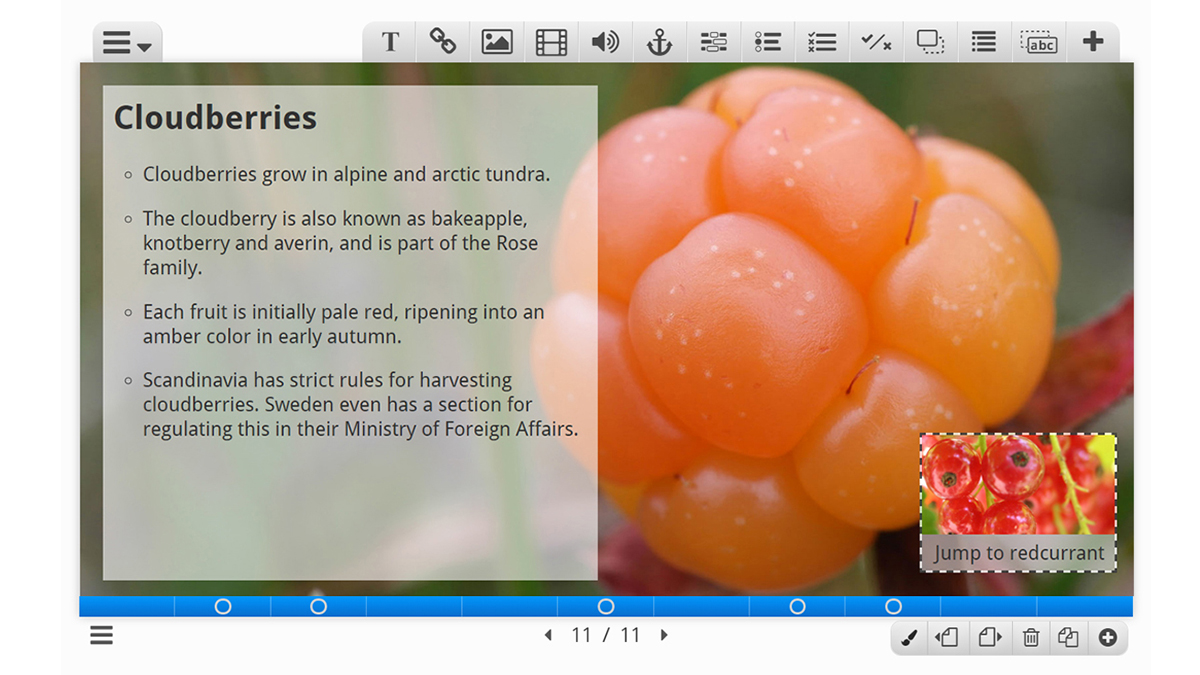 T
abc
Cloudberries
Cloudberries grow in alpine and arctic tundra.
The cloudberry is also known as bakeapple,
knotberry and averin, and is part of the Rose
family.
Each fruit is initially pale red, ripening into an
amber color in early autumn.
Scandinavia has strict rules for harvesting
cloudberries. Sweden even has a section for
regulating this in their Ministry of Foreign Affairs.
Jump to redcurrant
11 / 11